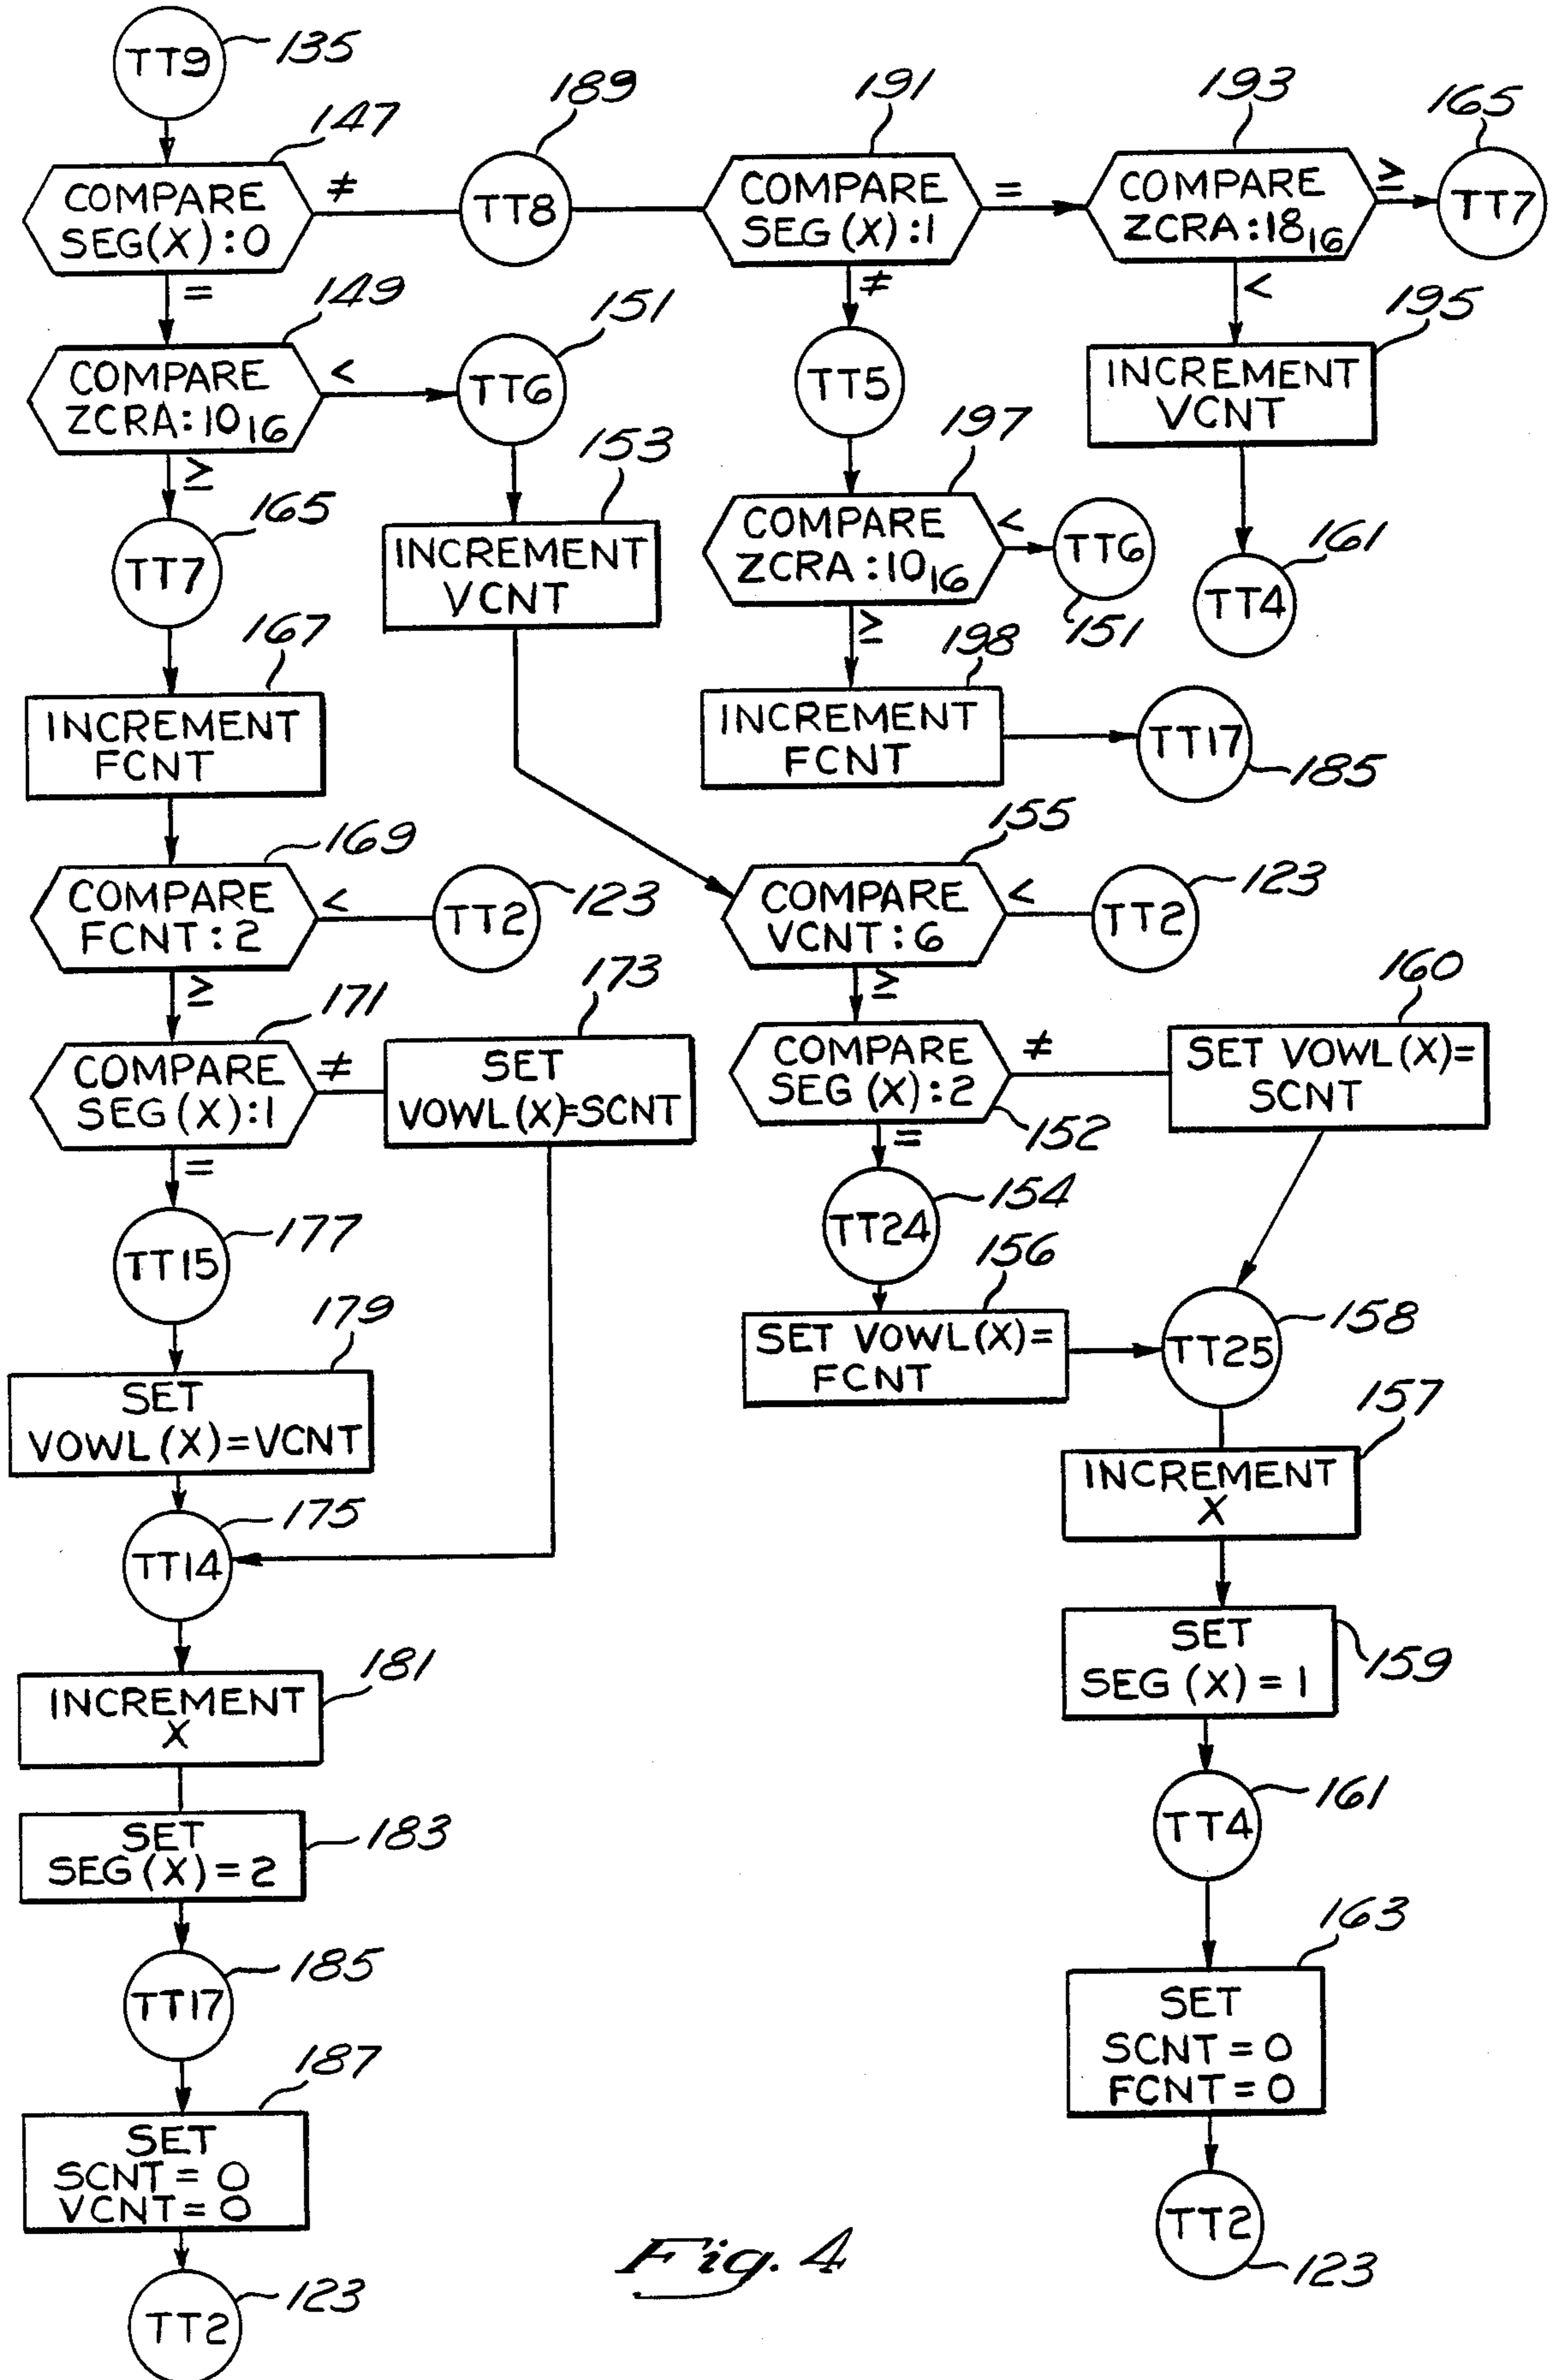 TT9
135
147
COMPARE
SEG(X):0
≠
=
189
TT8
191
COMPARE
SEG(X):1
=
≠
193
COMPARE
ZCRA:18₁₆
≥
<
165
TT7
149
COMPARE
ZCRA:10₁₆
<
≥
151
TT6
TT5
195
INCREMENT
VCNT
153
INCREMENT
VCNT
197
COMPARE
ZCRA:10₁₆
<
≥
TT6
151
161
TT4
165
TT7
167
INCREMENT
FCNT
198
INCREMENT
FCNT
TT17
185
169
COMPARE
FCNT:2
<
≥
TT2
123
155
COMPARE
VCNT:6
<
≥
TT2
123
171
COMPARE
SEG(X):1
≠
=
173
SET
VOWL(X)=SCNT
COMPARE
SEG(X):2
≠
=
152
160
SET VOWL(X)=
SCNT
177
TT15
154
TT24
156
SET VOWL(X)=
FCNT
158
TT25
179
SET
VOWL(X)=VCNT
157
INCREMENT
X
175
TT14
181
INCREMENT
X
SET
SEG(X)=1
159
183
SET
SEG(X)=2
161
TT4
185
TT17
163
SET
SCNT=0
FCNT=0
187
SET
SCNT=0
VCNT=0
TT2
123
TT2
123
Fig. 4